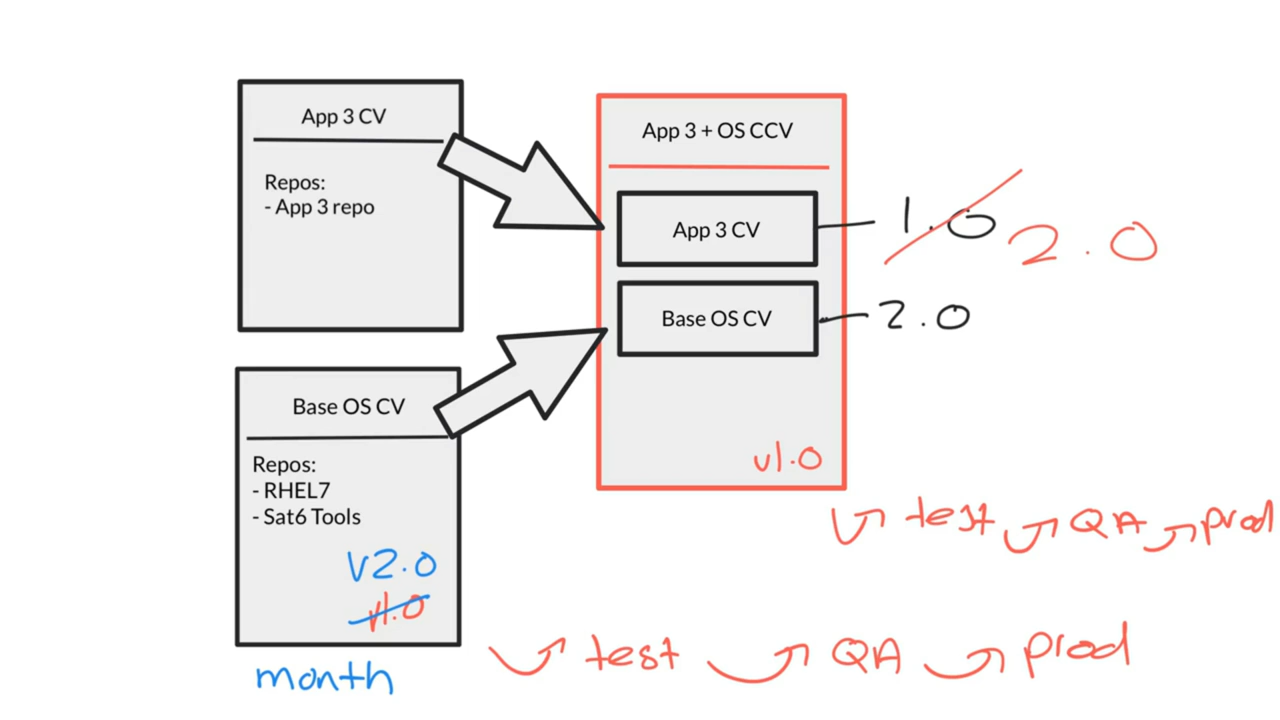 App 3 CV
Repos:
- App 3 repo
App 3 + OS CCV
App 3 CV
1.0 2.0
Base OS CV
2.0
v1.0
test QA prod
Base OS CV
Repos:
- RHEL7
- Sat6 Tools
v2.0
v1.0
month
test QA prod